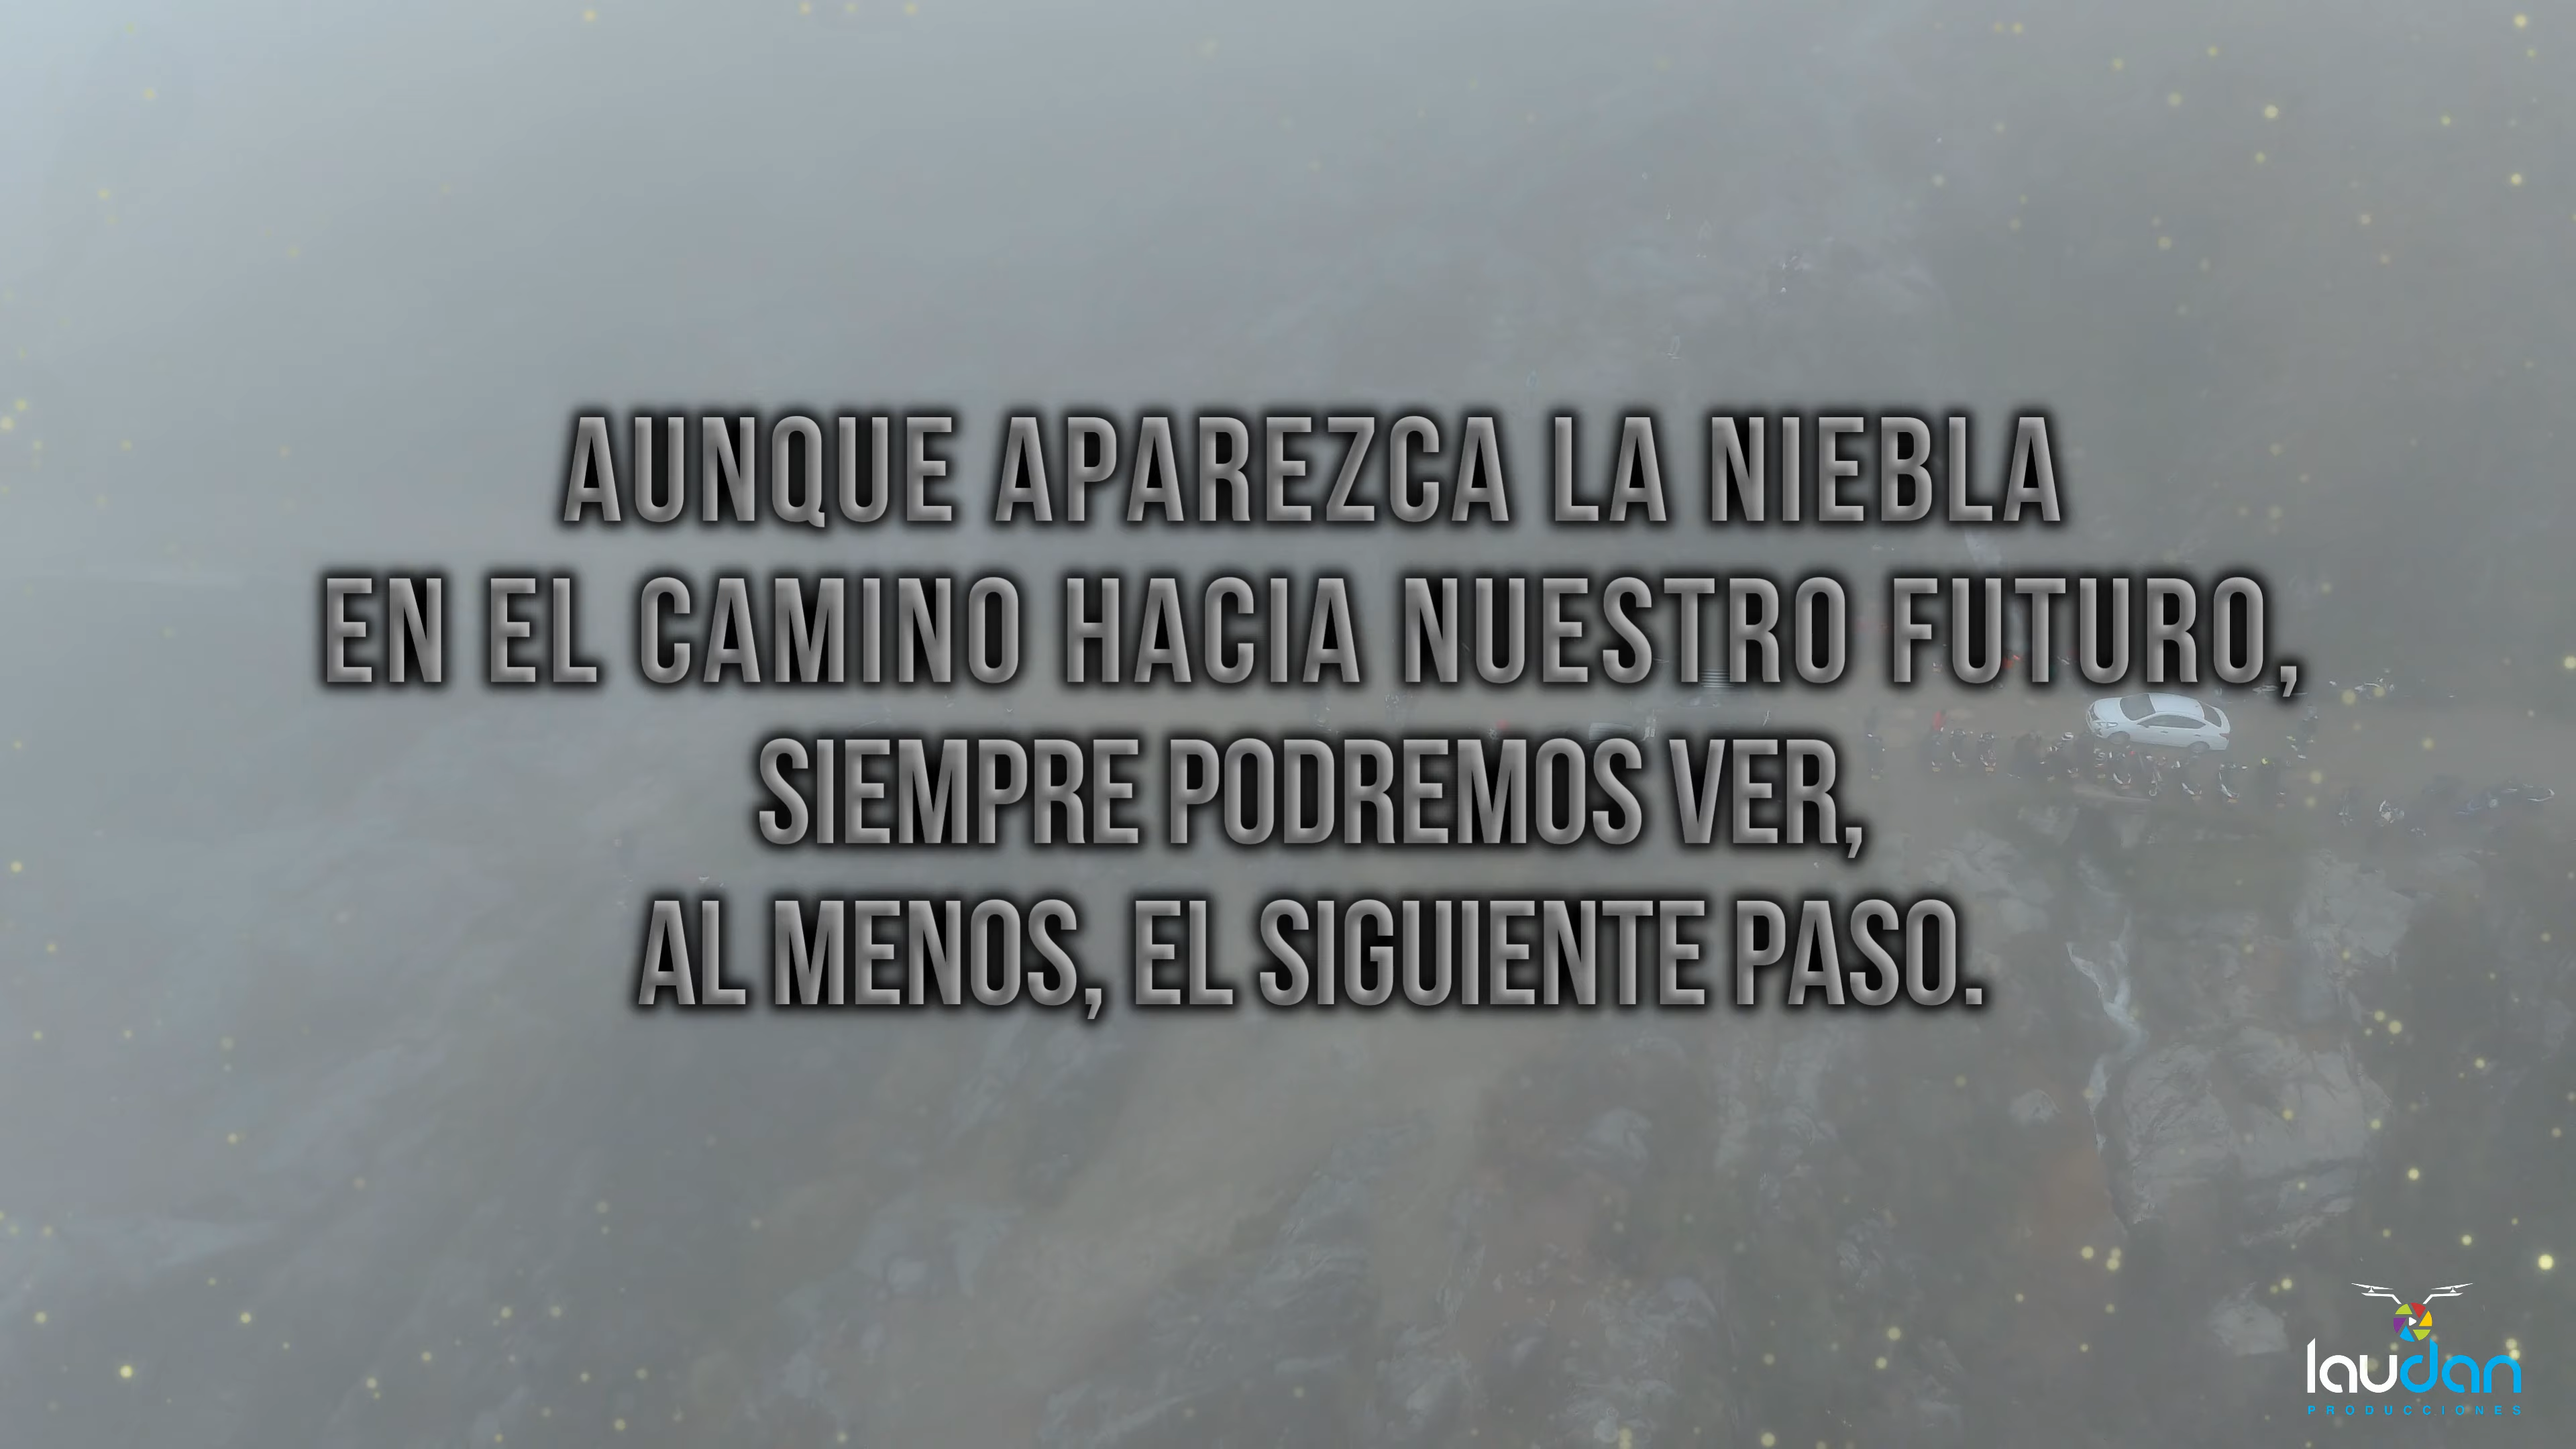 AUNQUE APAREZCA LA NIEBLA
EN EL CAMINO HACIA NUESTRO FUTURO,
SIEMPRE PODREMOS VER,
AL MENOS, EL SIGUIENTE PASO.
laudan
PRODUCCIONES